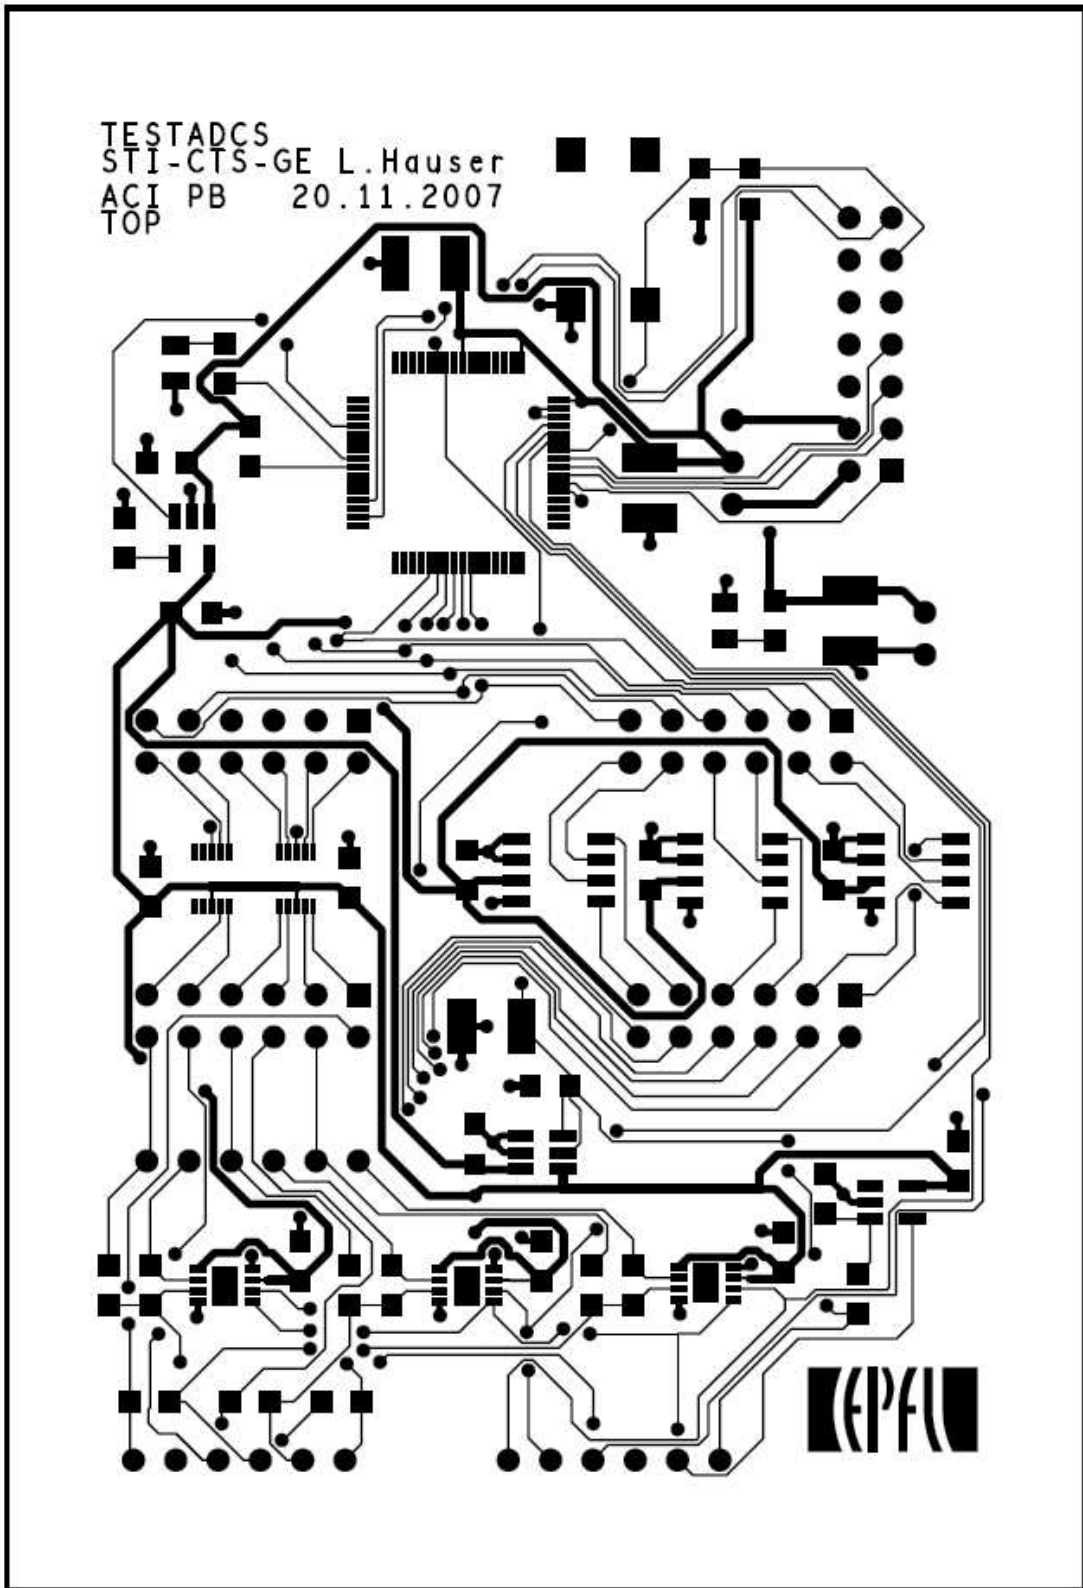 TESTADCS
STI-CTS-GE L.Hauser
ACI PB 20.11.2007
TOP
EPFL